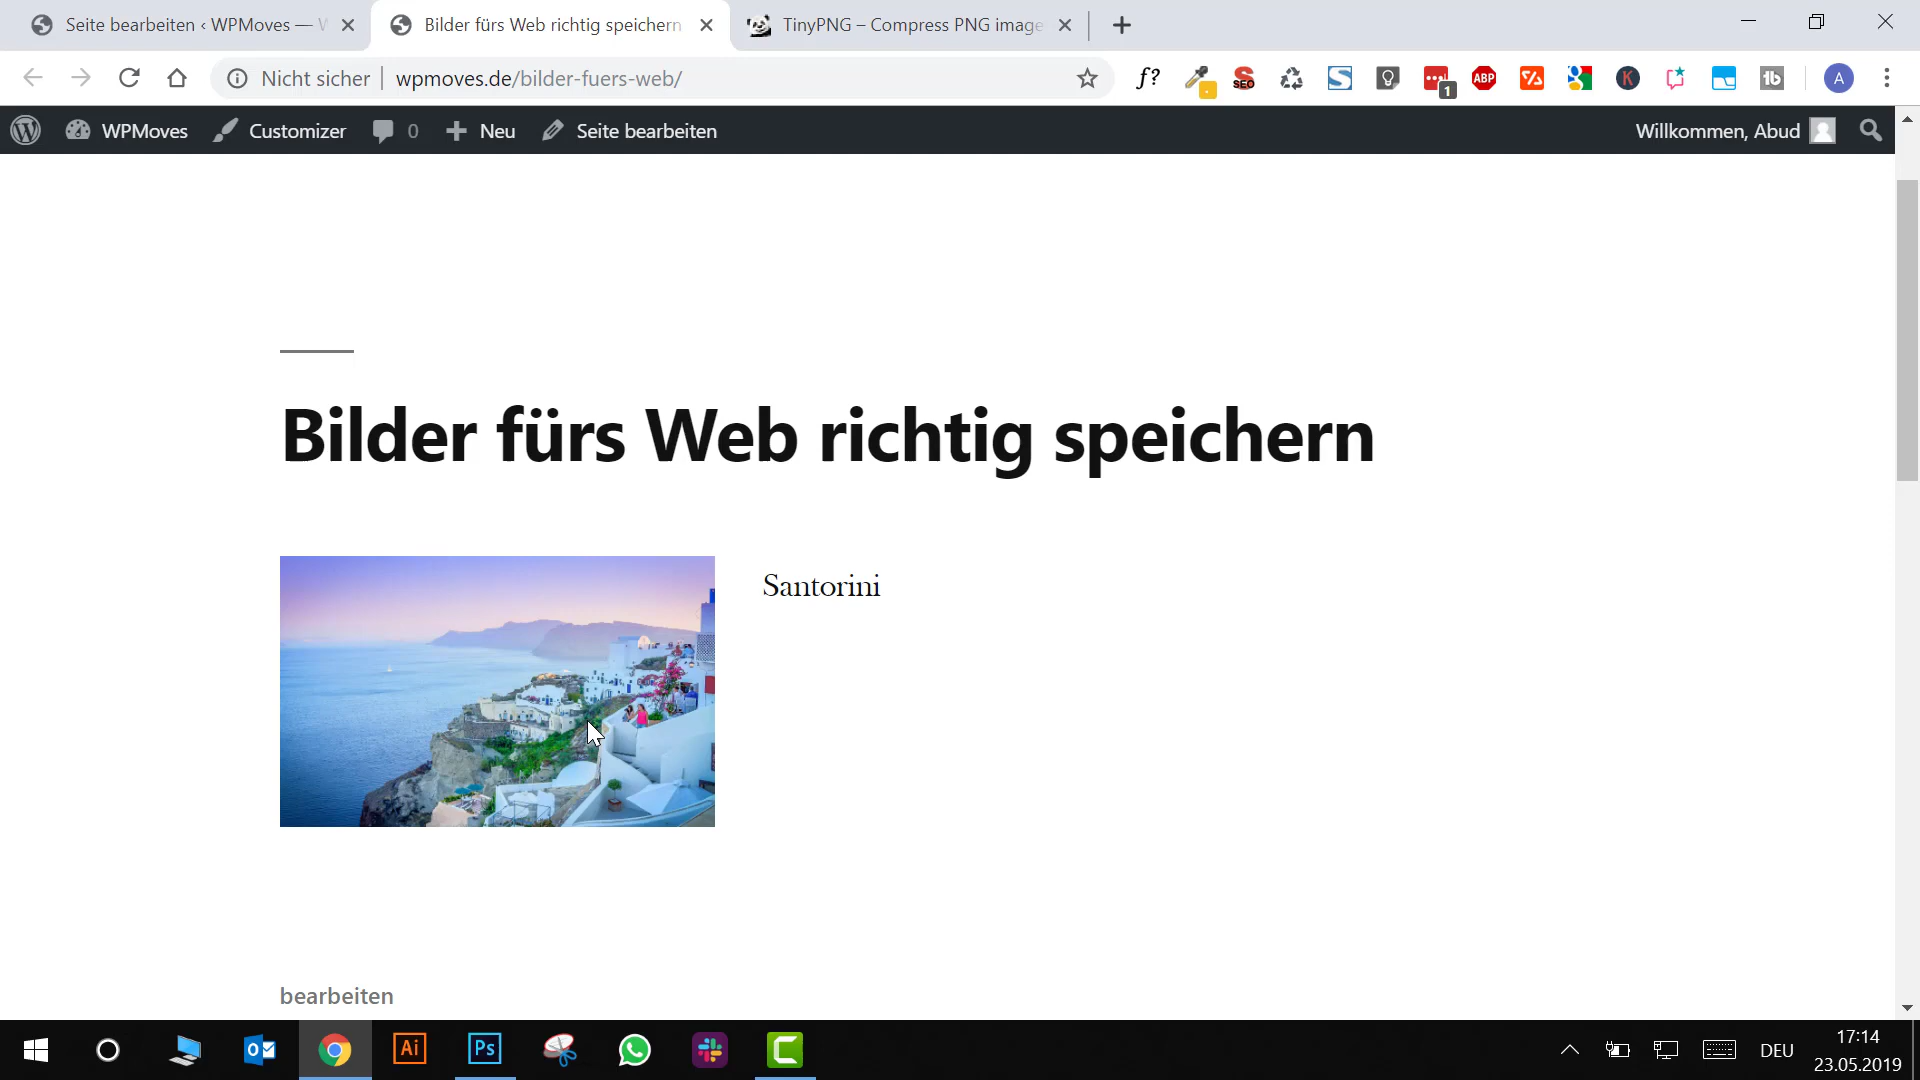 Seite bearbeiten ‹ WPMoves — W
Bilder fürs Web richtig speichern
TinyPNG – Compress PNG image
Nicht sicher
wpmoves.de/bilder-fuers-web/
f?
SEO
1
ABP
K
tb
A
WPMoves
Customizer
0
Neu
Seite bearbeiten
Willkommen, Abud
Bilder fürs Web richtig speichern
Santorini
bearbeiten
Ai
Ps
DEU
17:14
23.05.2019